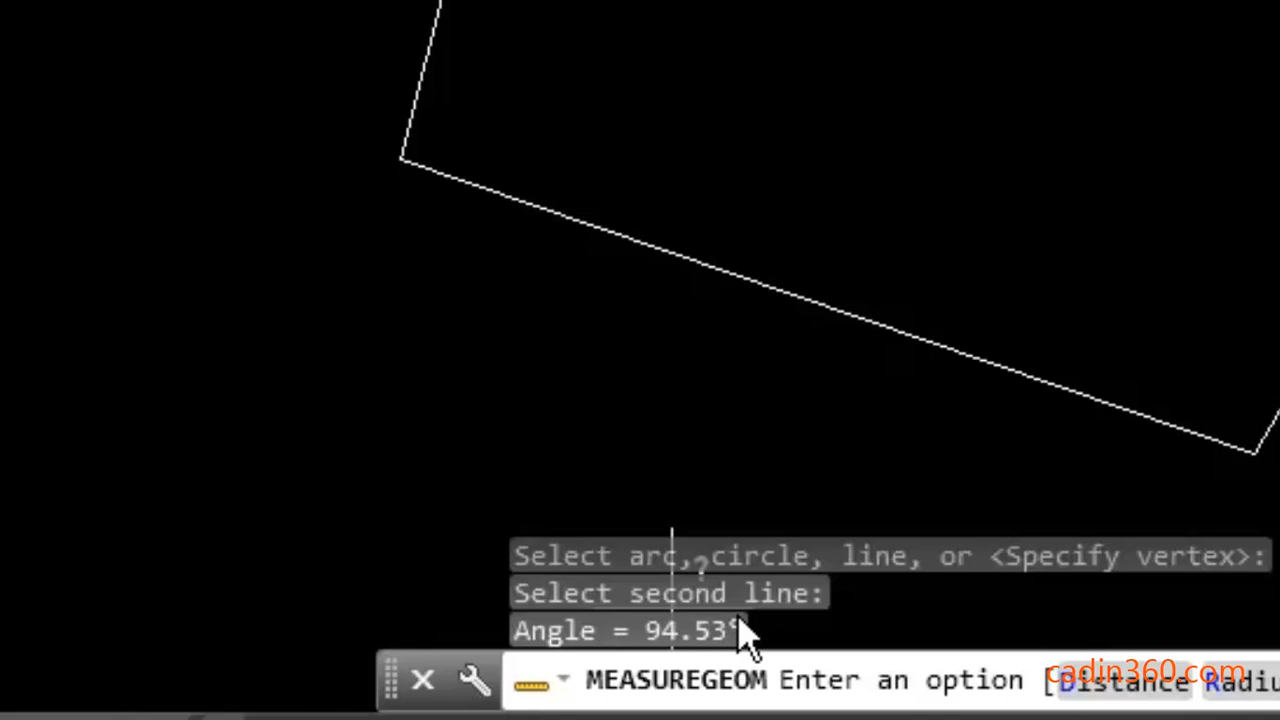 Select arc, circle, line, or <Specify vertex>:
Select second line:
Angle = 94.53°
MEASUREGEOM Enter an option [Distance
cadin360.com